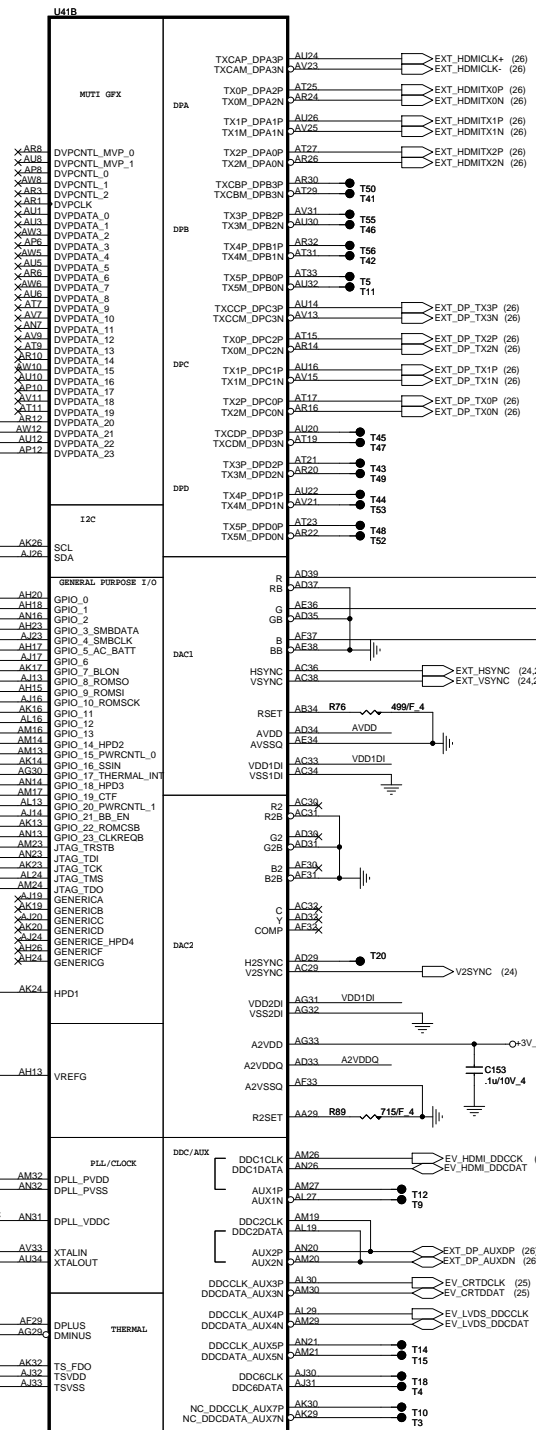 U41B
MUTI GFX
AR8 DVPCNTL_MVP_0
AU8 DVPCNTL_MVP_1
AP8 DVPCNTL_0
AW8 DVPCNTL_1
AR3 DVPCNTL_2
AR1 DVPCLK
AU1 DVPDATA_0
AU3 DVPDATA_1
AW3 DVPDATA_2
AP6 DVPDATA_3
AW5 DVPDATA_4
AU5 DVPDATA_5
AR6 DVPDATA_6
AW6 DVPDATA_7
AU6 DVPDATA_8
AT7 DVPDATA_9
AV7 DVPDATA_10
AN7 DVPDATA_11
AV9 DVPDATA_12
AT9 DVPDATA_13
AR10 DVPDATA_14
AW10 DVPDATA_15
AU10 DVPDATA_16
AP10 DVPDATA_17
AV11 DVPDATA_18
AT11 DVPDATA_19
AR12 DVPDATA_20
AW12 DVPDATA_21
AU12 DVPDATA_22
AP12 DVPDATA_23
I2C
AK26 SCL
AJ26 SDA
GENERAL PURPOSE I/O
AH20 GPIO_0
AH18 GPIO_1
AN16 GPIO_2
AH23 GPIO_3_SMBDATA
AJ23 GPIO_4_SMBCLK
AH17 GPIO_5_AC_BATT
AJ17 GPIO_6
AK17 GPIO_7_BLON
AJ13 GPIO_8_ROMSO
AH15 GPIO_9_ROMSI
AJ16 GPIO_10_ROMSCK
AK16 GPIO_11
AL16 GPIO_12
AM16 GPIO_13
AM14 GPIO_14_HPD2
AM13 GPIO_15_PWRCNTL_0
AK14 GPIO_16_SSIN
AG30 GPIO_17_THERMAL_INT
AN14 GPIO_18_HPD3
AM17 GPIO_19_CTF
AL13 GPIO_20_PWRCNTL_1
AJ14 GPIO_21_BB_EN
AK13 GPIO_22_ROMCSB
AN13 GPIO_23_CLKREQB
AM23 JTAG_TRSTB
AN23 JTAG_TDI
AK23 JTAG_TCK
AL24 JTAG_TMS
AM24 JTAG_TDO
AJ19 GENERICA
AK19 GENERICB
AJ20 GENERICC
AK20 GENERICD
AJ24 GENERICE_HPD4
AH26 GENERICF
AH24 GENERICG
AK24 HPD1
AH13 VREFG
PLL/CLOCK
AM32 DPLL_PVDD
AN32 DPLL_PVSS
AN31 DPLL_VDDC
AV33 XTALIN
AU34 XTALOUT
THERMAL
AF29 DPLUS
AG29 DMINUS
AK32 TS_FDO
AJ32 TSVDD
AJ33 TSVSS
DPA
TXCAP_DPA3P AU24 EXT_HDMICLK+ (26)
TXCAM_DPA3N AV23 EXT_HDMICLK- (26)
TX0P_DPA2P AT25 EXT_HDMITX0P (26)
TX0M_DPA2N AR24 EXT_HDMITX0N (26)
TX1P_DPA1P AU26 EXT_HDMITX1P (26)
TX1M_DPA1N AV25 EXT_HDMITX1N (26)
TX2P_DPA0P AT27 EXT_HDMITX2P (26)
TX2M_DPA0N AR26 EXT_HDMITX2N (26)
DPB
TXCBP_DPB3P AR30 T50
TXCBM_DPB3N AT29 T41
TX3P_DPB2P AV31 T55
TX3M_DPB2N AU30 T46
TX4P_DPB1P AR32 T56
TX4M_DPB1N AT31 T42
TX5P_DPB0P AT33 T5
TX5M_DPB0N AU32 T11
DPC
TXCCP_DPC3P AU14 EXT_DP_TX3P (26)
TXCCM_DPC3N AV13 EXT_DP_TX3N (26)
TX0P_DPC2P AT15 EXT_DP_TX2P (26)
TX0M_DPC2N AR14 EXT_DP_TX2N (26)
TX1P_DPC1P AU16 EXT_DP_TX1P (26)
TX1M_DPC1N AV15 EXT_DP_TX1N (26)
TX2P_DPC0P AT17 EXT_DP_TX0P (26)
TX2M_DPC0N AR16 EXT_DP_TX0N (26)
DPD
TXCDP_DPD3P AU20 T45
TXCDM_DPD3N AT19 T47
TX3P_DPD2P AT21 T43
TX3M_DPD2N AR20 T49
TX4P_DPD1P AU22 T44
TX4M_DPD1N AV21 T53
TX5P_DPD0P AT23 T48
TX5M_DPD0N AR22 T52
DAC1
R AD39
RB AD37
G AE36
GB AD35
B AF37
BB AE38
HSYNC AC36 EXT_HSYNC (24,2
VSYNC AC38 EXT_VSYNC (24,2
RSET AB34 R76 499/F_4
AVDD AD34 AVDD
AVSSQ AE34
VDD1DI AC33 VDD1DI
VSS1DI AC34
DAC2
R2 AC30
R2B AC31
G2 AD30
G2B AD31
B2 AF30
B2B AF31
C AC32
Y AD32
COMP AF32
H2SYNC AD29 T20
V2SYNC AC29 V2SYNC (24)
VDD2DI AG31 VDD1DI
VSS2DI AG32
A2VDD AG33 +3V_
A2VDDQ AD33 A2VDDQ
C153
.1u/10V_4
A2VSSQ AF33
R2SET AA29 R89 715/F_4
DDC/AUX
DDC1CLK AM26 EV_HDMI_DDCCK (
DDC1DATA AN26 EV_HDMI_DDCDAT
AUX1P AM27 T12
AUX1N AL27 T9
DDC2CLK AM19
DDC2DATA AL19
AUX2P AN20 EXT_DP_AUXDP (26
AUX2N AM20 EXT_DP_AUXDN (26
DDCCLK_AUX3P AL30 EV_CRTDCLK (25)
DDCDATA_AUX3N AM30 EV_CRTDDAT (25)
DDCCLK_AUX4P AL29 EV_LVDS_DDCCLK
DDCDATA_AUX4N AM29 EV_LVDS_DDCDAT
DDCCLK_AUX5P AN21 T14
DDCDATA_AUX5N AM21 T15
DDC6CLK AJ30 T18
DDC6DATA AJ31 T4
NC_DDCCLK_AUX7P AK30 T10
NC_DDCDATA_AUX7N AK29 T3